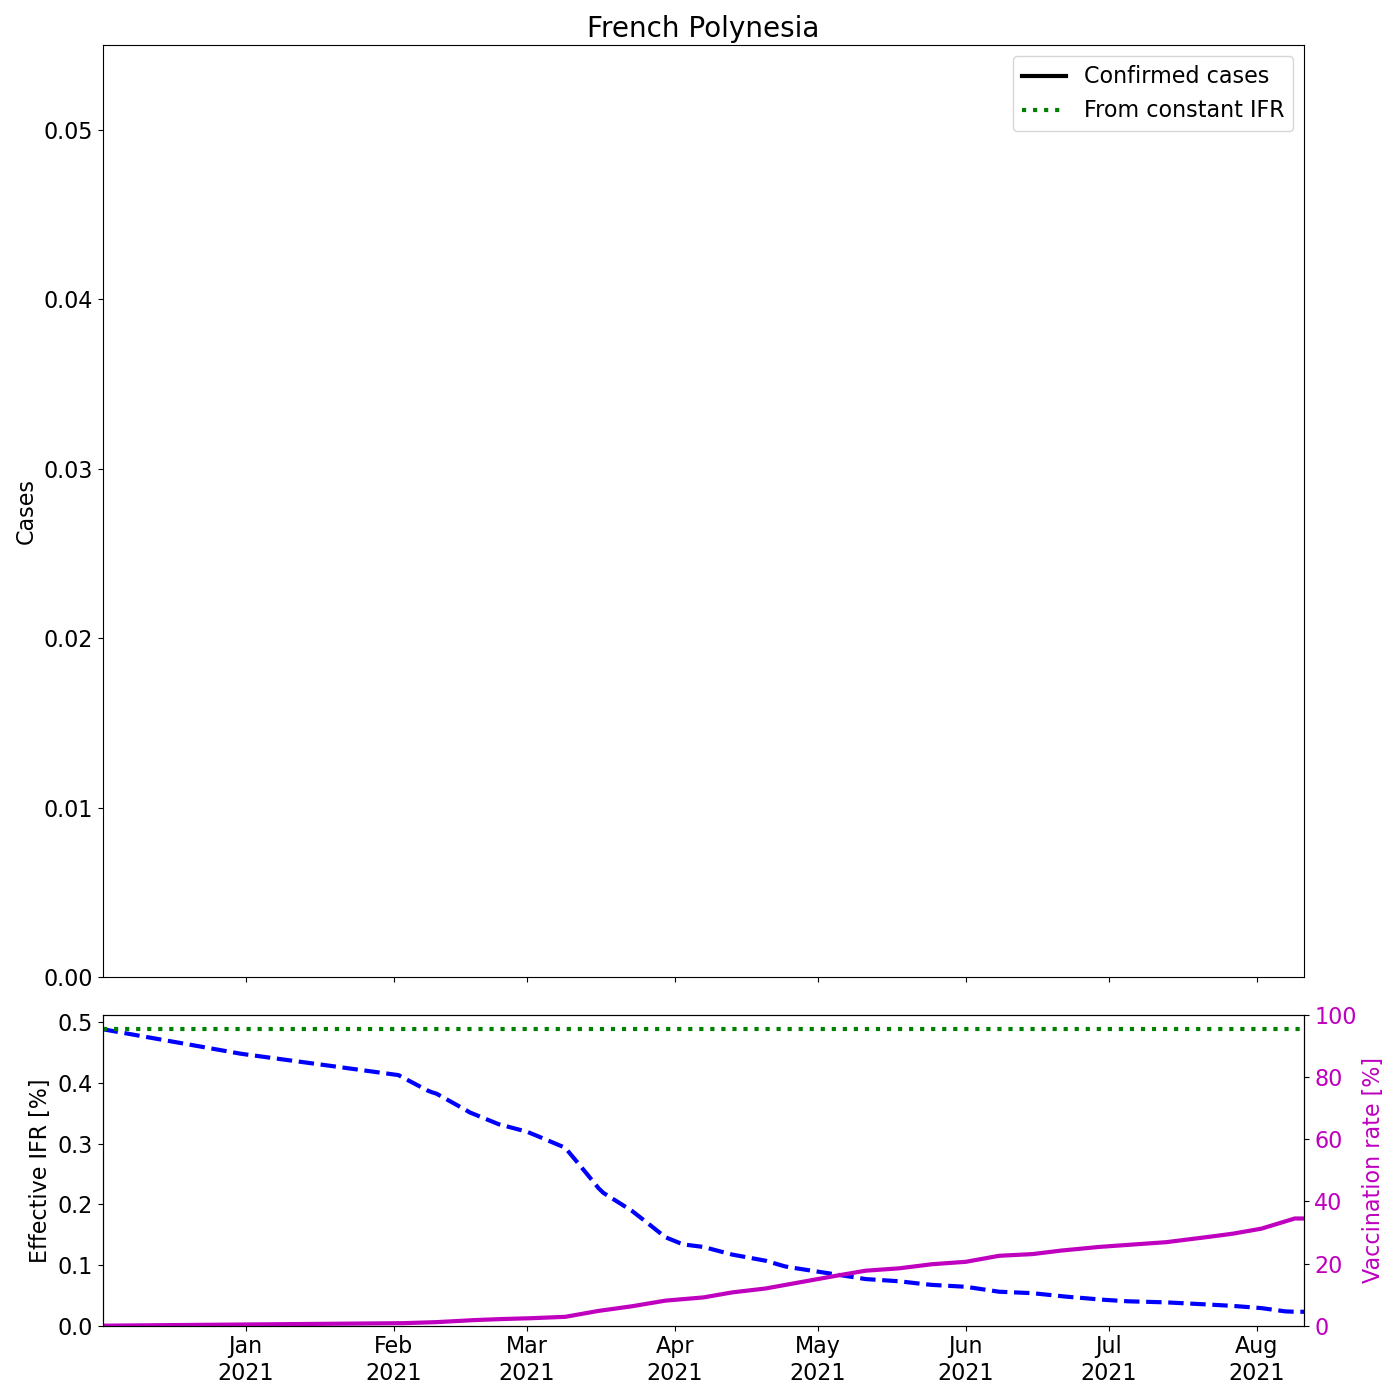 French Polynesia
Confirmed cases
From constant IFR
0.05
0.04
0.03
0.02
0.01
0.00
Cases
0.5
0.4
0.3
0.2
0.1
0.0
Effective IFR [%]
100
80
60
40
20
0
Vaccination rate [%]
Jan Feb Mar Apr May Jun Jul Aug
2021 2021 2021 2021 2021 2021 2021 2021